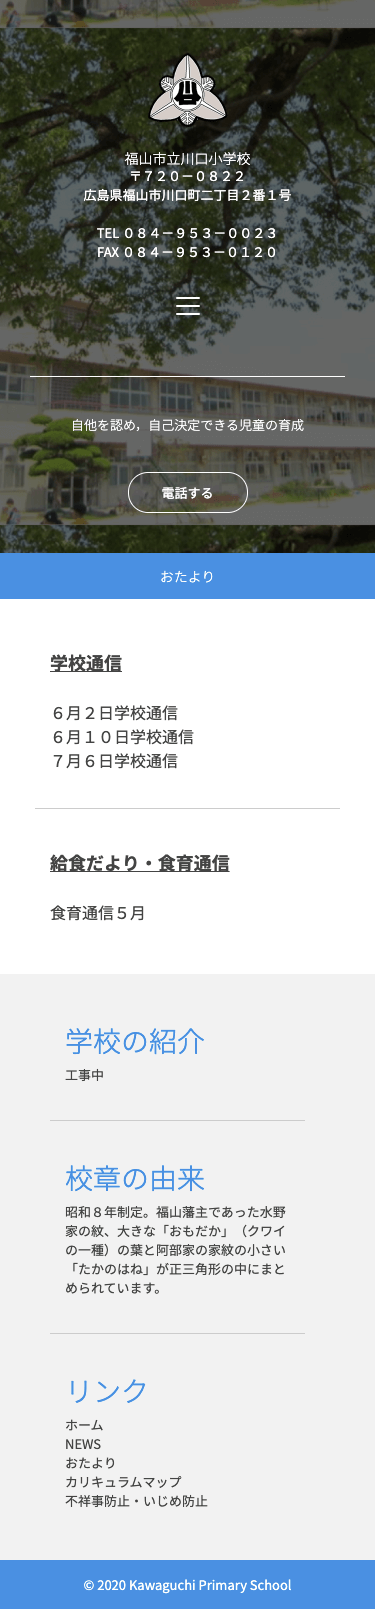 福山市立川口小学校
〒７２０－０８２２
広島県福山市川口町二丁目２番１号
TEL ０８４－９５３－００２３
FAX ０８４－９５３－０１２０
自他を認め，自己決定できる児童の育成
電話する
おたより
学校通信
６月２日学校通信
６月１０日学校通信
７月６日学校通信
給食だより・食育通信
食育通信５月
学校の紹介
工事中
校章の由来
昭和８年制定。福山藩主であった水野
家の紋、大きな「おもだか」（クワイ
の一種）の葉と阿部家の家紋の小さい
「たかのはね」が正三角形の中にまと
められています。
リンク
ホーム
NEWS
おたより
カリキュラムマップ
不祥事防止・いじめ防止
© 2020 Kawaguchi Primary School